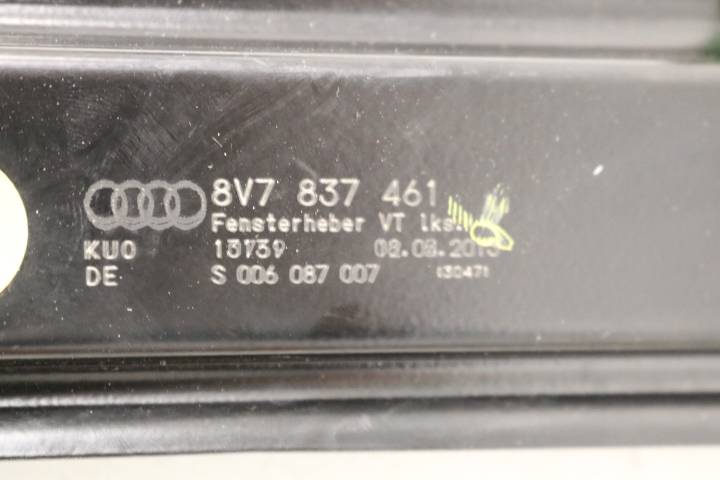 8V7 837 461
Fensterheber VT lks.
KUO 13739
DE S 006 087 007